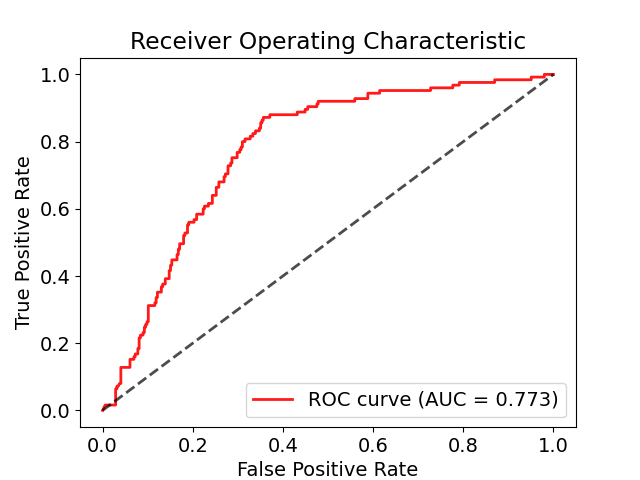 Receiver Operating Characteristic
1.0
0.8
0.6
0.4
0.2
0.0
True Positive Rate
ROC curve (AUC = 0.773)
0.0 0.2 0.4 0.6 0.8 1.0
False Positive Rate